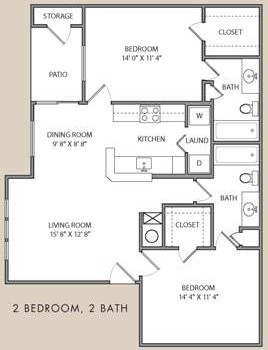 STORAGE
CLOSET
BEDROOM
14' 0" X 11' 4"
PATIO
BATH
W
DINING ROOM
9' 8" X 8' 8"
KITCHEN
LAUND
D
BATH
LIVING ROOM
15' 8" X 12' 8"
CLOSET
BEDROOM
14' 4" X 11' 4"
2 BEDROOM, 2 BATH